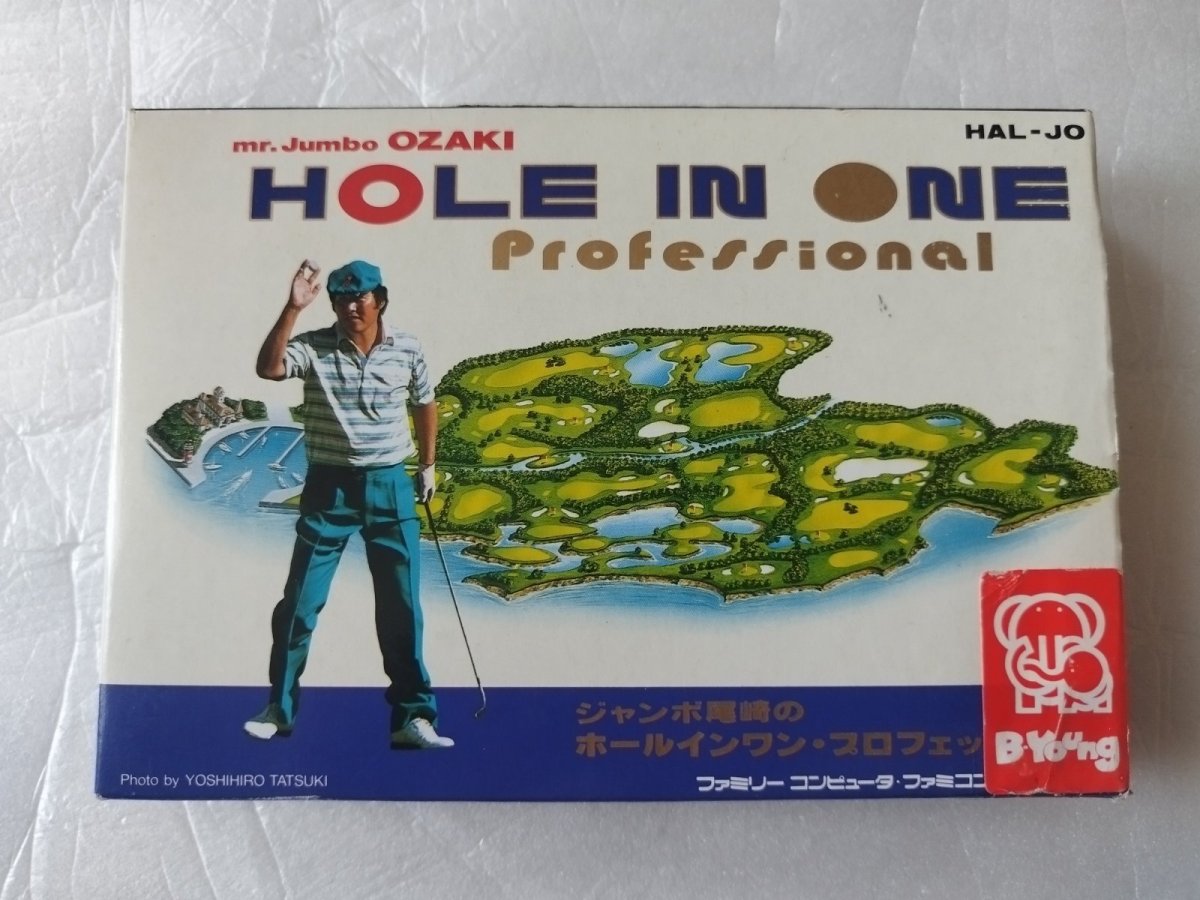 mr. Jumbo OZAKI
HAL-JO
HOLE IN ONE
Professional
ジャンボ尾崎の
ホールインワン・プロフェッ
Photo by YOSHIHIRO TATSUKI
ファミリー コンピュータ・ファミコン
B-Young